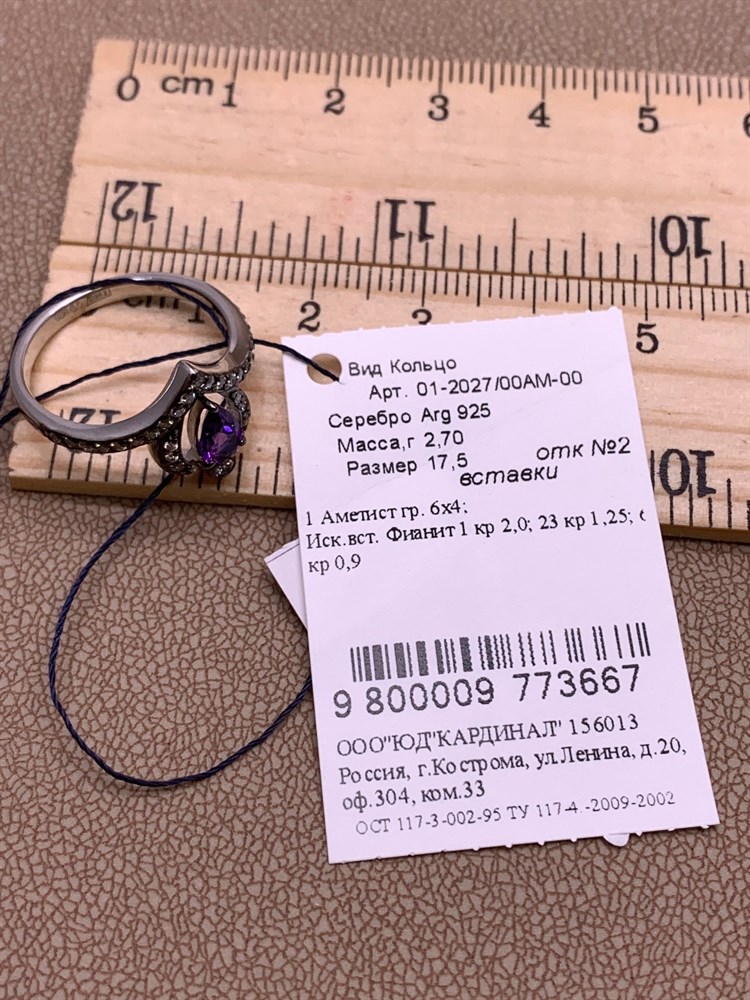 0 cm 1 2 3 4 5
12 11 10
cm 1 2 3 5
10
Вид Кольцо
Арт. 01-2027/00АМ-00
Серебро Arg 925
Масса,г 2,70
Размер 17,5
отк №2
вставки
1 Аметист гр. 6х4;
Иск.вст. Фианит 1 кр 2,0; 23 кр 1,25;
кр 0,9
9 800009 773667
ООО"ЮД"КАРДИНАЛ" 156013
Россия, г.Кострома, ул.Ленина, д.20,
оф.304, ком.33
ОСТ 117-3-002-95 ТУ 117-4.-2009-2002